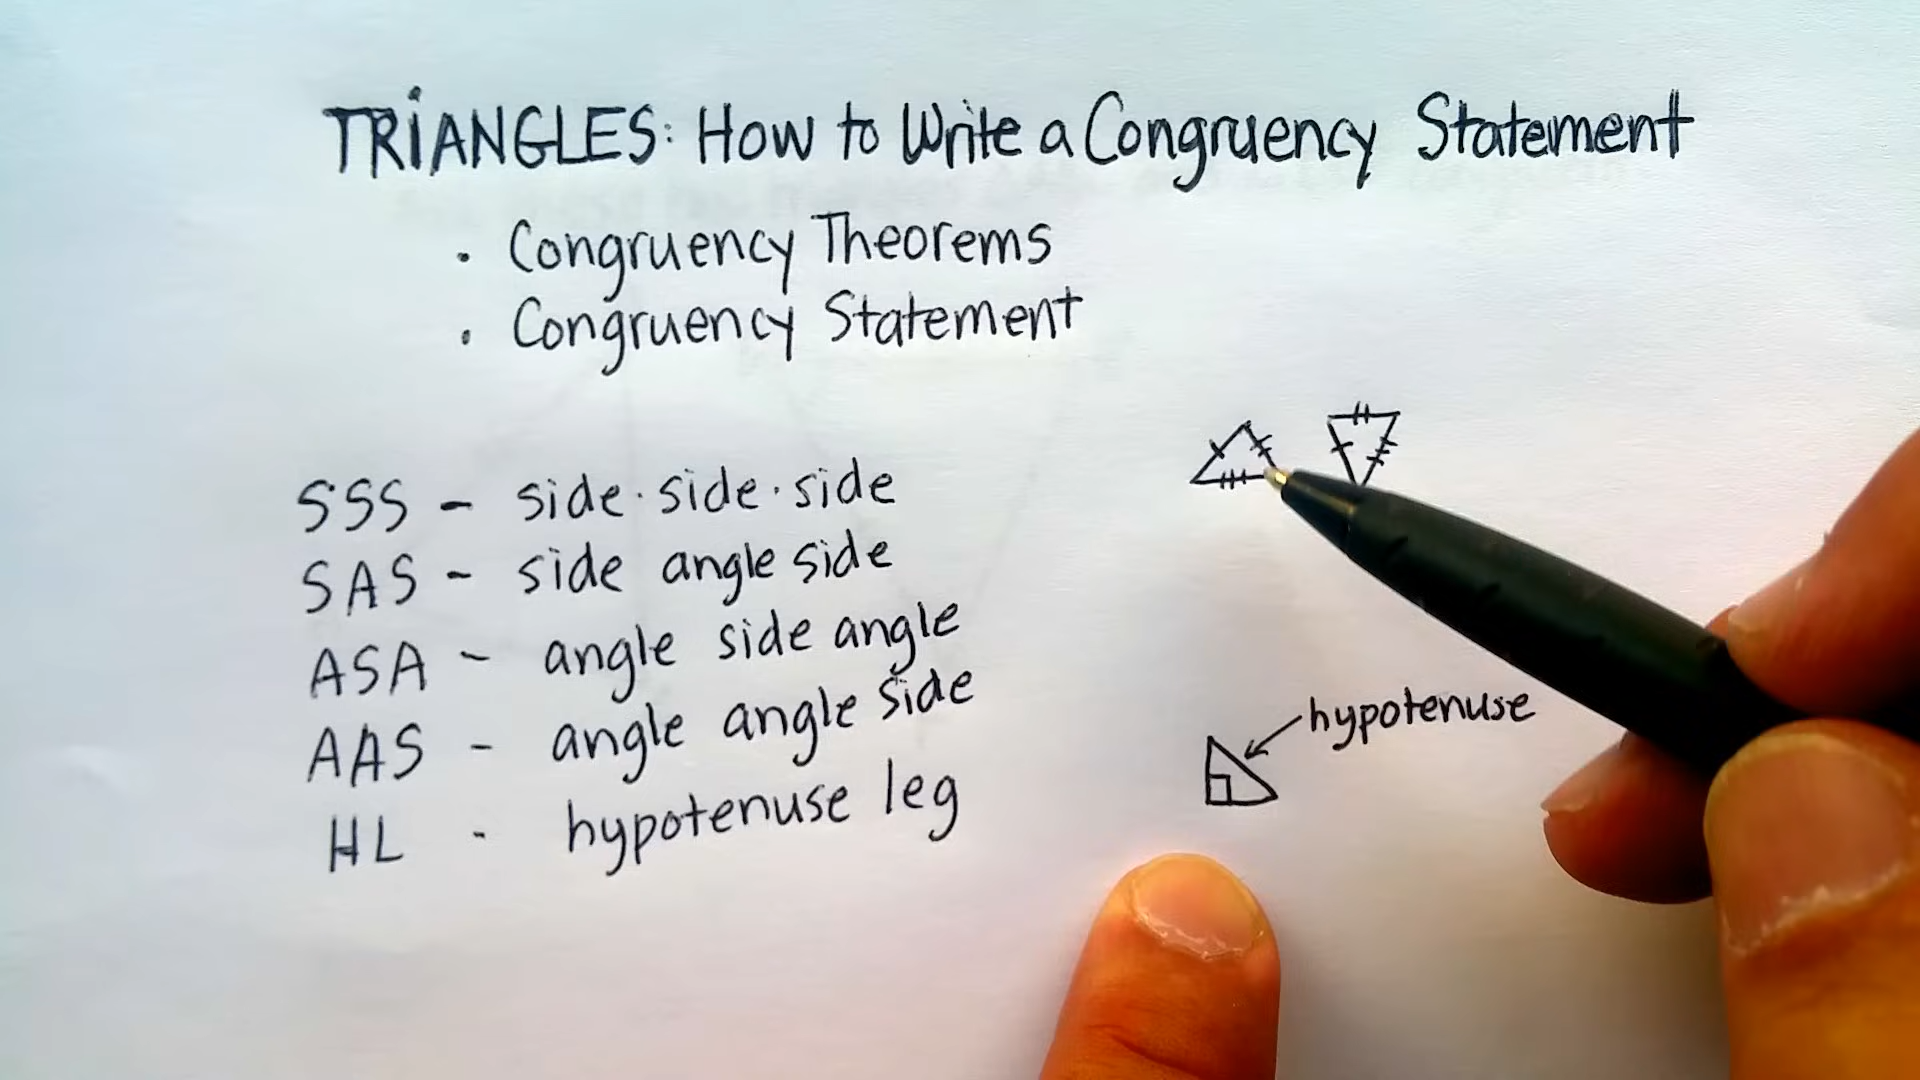 TRIANGLES: How to Write a Congruency Statement
• Congruency Theorems
• Congruency Statement
SSS - side·side·side
SAS - side angle side
ASA - angle side angle
AAS - angle angle side
HL - hypotenuse leg
hypotenuse